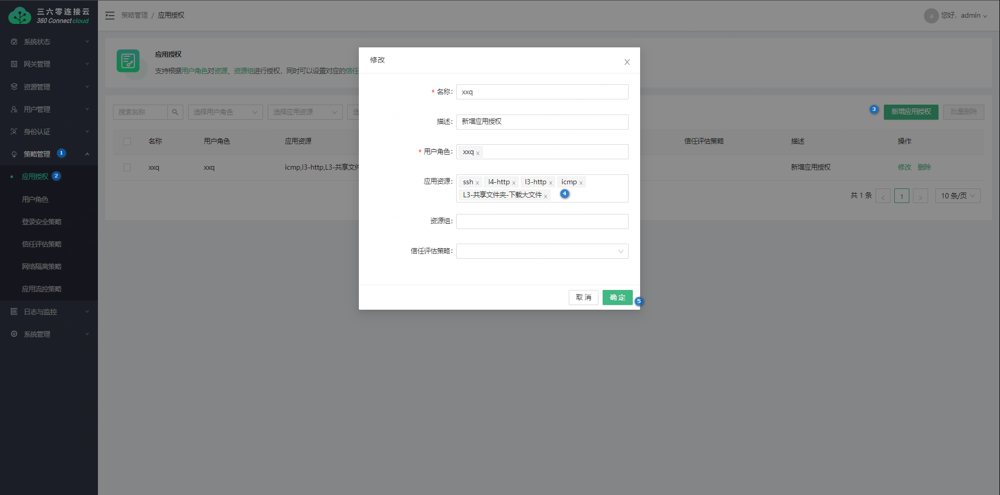 三六零连接云
360 Connect cloud
系统状态
网关管理
资源管理
用户管理
身份认证
策略管理 1
应用授权 2
用户角色
登录安全策略
信任评估策略
网络隔离策略
应用流控策略
日志与监控
系统管理
策略管理 / 应用授权
a 您好，admin
应用授权
支持根据用户角色对资源、资源组进行授权，同时可以设置对应的信任
搜索名称 选择用户角色 选择应用资源 选
3 新增应用授权 批量删除
名称 用户角色 应用资源 信任评估策略 描述 操作
xxq xxq icmp,l3-http,L3-共享文件 新增应用授权 修改 删除
共 1 条 < 1 > 10 条/页
修改 x
* 名称: xxq
描述: 新增应用授权
* 用户角色: xxq x
应用资源: ssh x l4-http x l3-http x icmp x
L3-共享文件夹-下载大文件 x 4
资源组:
信任评估策略:
取 消 确 定 5